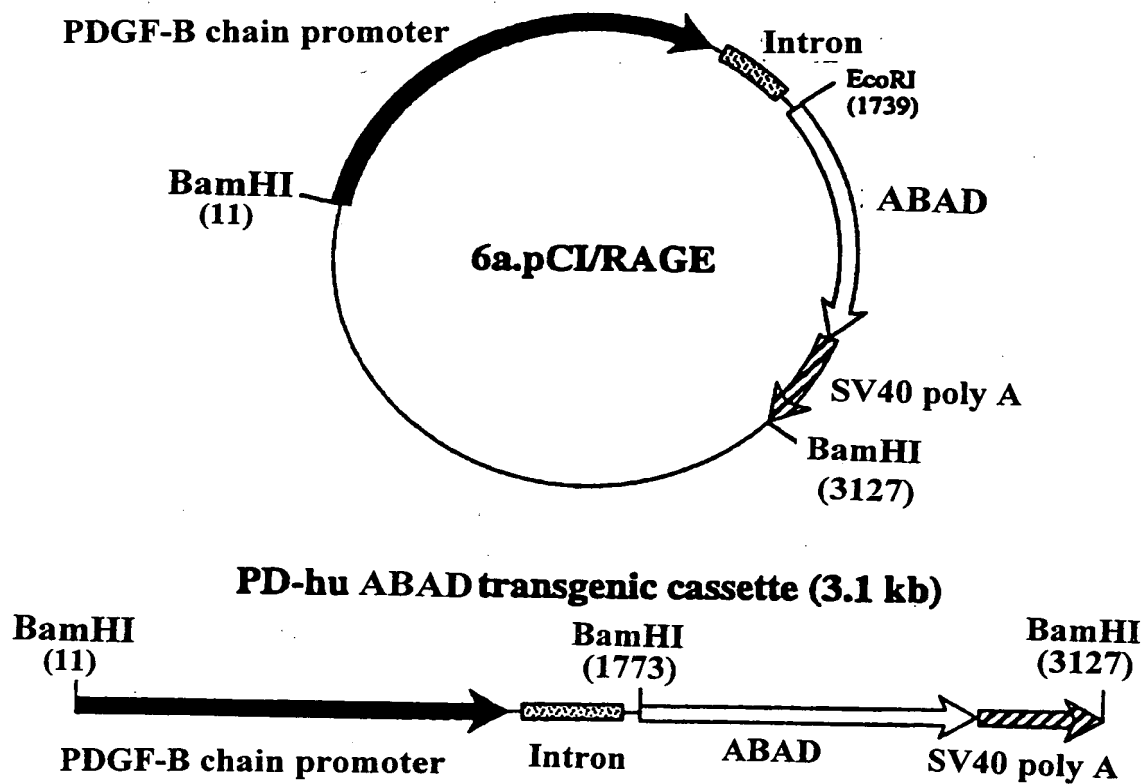 PDGF-B chain promoter
Intron
EcoRI
(1739)
BamHI
(11)
ABAD
6a.pCI/RAGE
SV40 poly A
BamHI
(3127)
PD-hu ABAD transgenic cassette (3.1 kb)
BamHI
(11)
BamHI
(1773)
BamHI
(3127)
PDGF-B chain promoter
Intron
ABAD
SV40 poly A